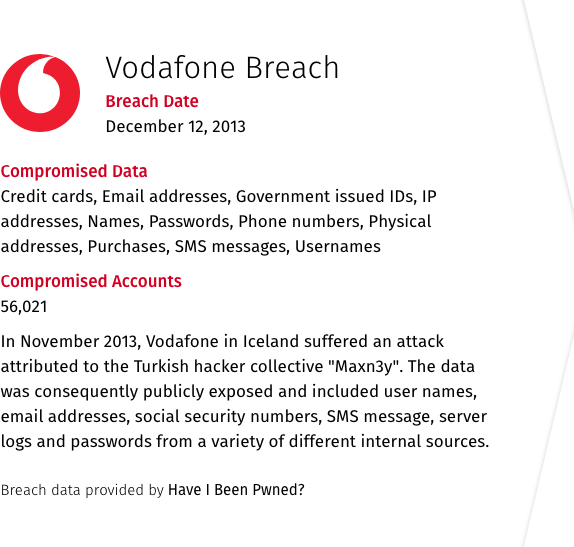 Vodafone Breach
Breach Date
December 12, 2013
Compromised Data
Credit cards, Email addresses, Government issued IDs, IP
addresses, Names, Passwords, Phone numbers, Physical
addresses, Purchases, SMS messages, Usernames
Compromised Accounts
56,021
In November 2013, Vodafone in Iceland suffered an attack
attributed to the Turkish hacker collective "Maxn3y". The data
was consequently publicly exposed and included user names,
email addresses, social security numbers, SMS message, server
logs and passwords from a variety of different internal sources.
Breach data provided by Have I Been Pwned?